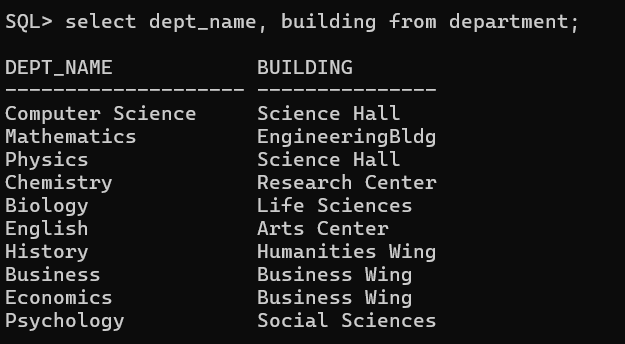 SQL> select dept_name, building from department;
DEPT_NAME            BUILDING
-------------------- ---------------
Computer Science     Science Hall
Mathematics          EngineeringBldg
Physics              Science Hall
Chemistry            Research Center
Biology              Life Sciences
English              Arts Center
History              Humanities Wing
Business             Business Wing
Economics            Business Wing
Psychology           Social Sciences